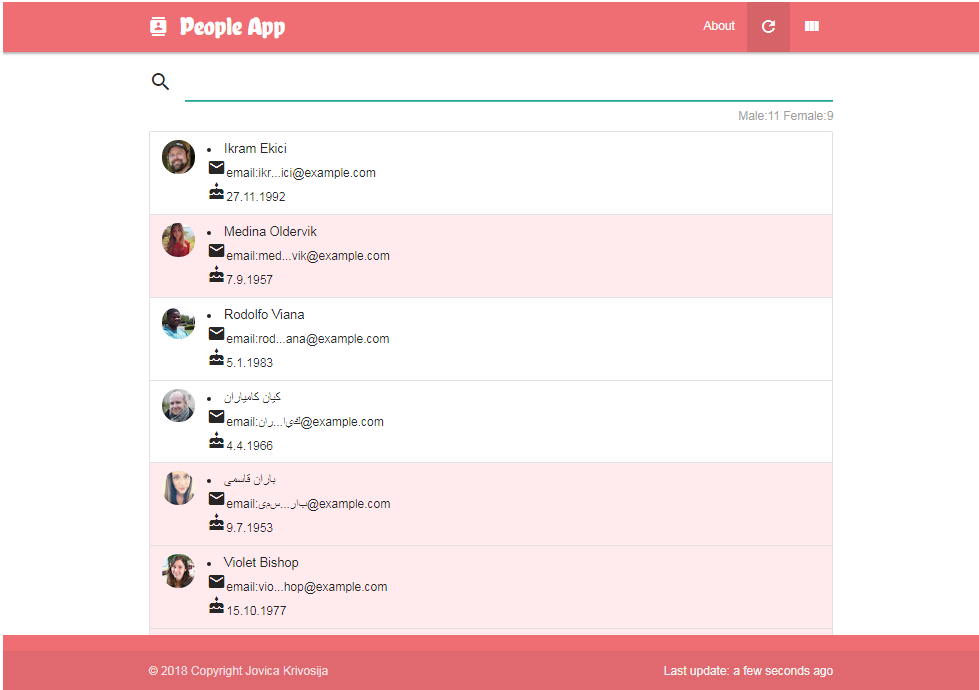 People App
About
Male:11 Female:9
Ikram Ekici
email:ikr...ici@example.com
27.11.1992
Medina Oldervik
email:med...vik@example.com
7.9.1957
Rodolfo Viana
email:rod...ana@example.com
5.1.1983
کیان کامیاران
email:کیا...ران@example.com
4.4.1966
باران قاسمی
email:بار...سمی@example.com
9.7.1953
Violet Bishop
email:vio...hop@example.com
15.10.1977
© 2018 Copyright Jovica Krivosija
Last update: a few seconds ago